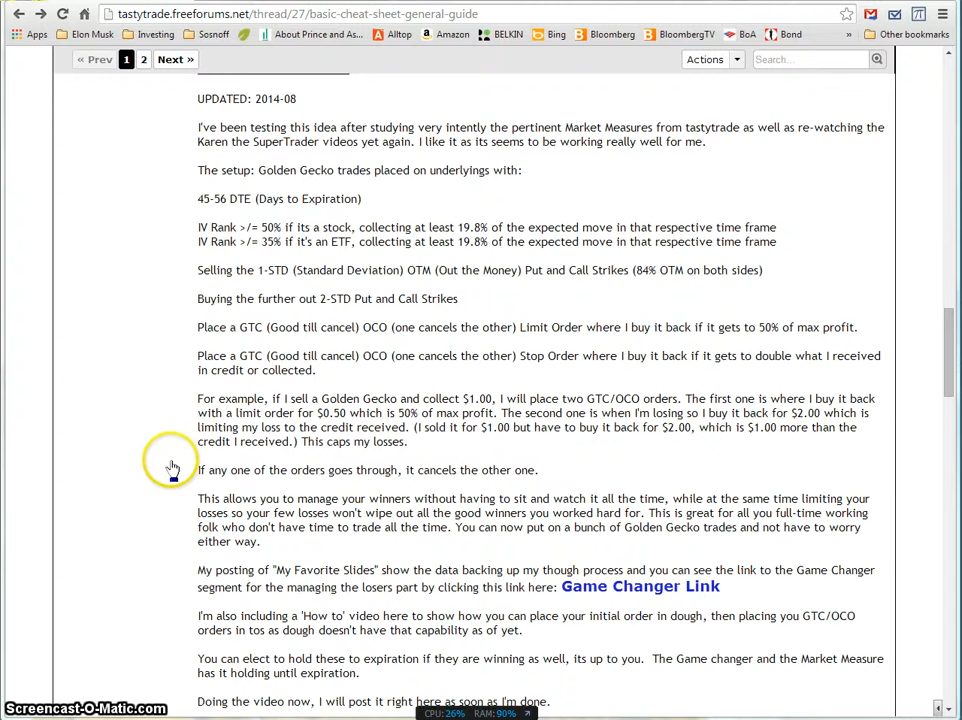 tastytrade.freeforums.net/thread/27/basic-cheat-sheet-general-guide
Apps Elon Musk Investing Sosnoff About Prince and As... Alltop Amazon BELKIN Bing Bloomberg BloombergTV BoA Bond » Other bookmarks
« Prev 1 2 Next » Actions Search...
UPDATED: 2014-08
I've been testing this idea after studying very intently the pertinent Market Measures from tastytrade as well as re-watching the
Karen the SuperTrader videos yet again. I like it as its seems to be working really well for me.
The setup: Golden Gecko trades placed on underlyings with:
45-56 DTE (Days to Expiration)
IV Rank >/= 50% if its a stock, collecting at least 19.8% of the expected move in that respective time frame
IV Rank >/= 35% if it's an ETF, collecting at least 19.8% of the expected move in that respective time frame
Selling the 1-STD (Standard Deviation) OTM (Out the Money) Put and Call Strikes (84% OTM on both sides)
Buying the further out 2-STD Put and Call Strikes
Place a GTC (Good till cancel) OCO (one cancels the other) Limit Order where I buy it back if it gets to 50% of max profit.
Place a GTC (Good till cancel) OCO (one cancels the other) Stop Order where I buy it back if it gets to double what I received
in credit or collected.
For example, if I sell a Golden Gecko and collect $1.00, I will place two GTC/OCO orders. The first one is where I buy it back
with a limit order for $0.50 which is 50% of max profit. The second one is when I'm losing so I buy it back for $2.00 which is
limiting my loss to the credit received. (I sold it for $1.00 but have to buy it back for $2.00, which is $1.00 more than the
credit I received.) This caps my losses.
If any one of the orders goes through, it cancels the other one.
This allows you to manage your winners without having to sit and watch it all the time, while at the same time limiting your
losses so your few losses won't wipe out all the good winners you worked hard for. This is great for all you full-time working
folk who don't have time to trade all the time. You can now put on a bunch of Golden Gecko trades and not have to worry
either way.
My posting of "My Favorite Slides" show the data backing up my though process and you can see the link to the Game Changer
segment for the managing the losers part by clicking this link here: Game Changer Link
I'm also including a 'How to' video here to show how you can place your initial order in dough, then placing you GTC/OCO
orders in tos as dough doesn't have that capability as of yet.
You can elect to hold these to expiration if they are winning as well, its up to you. The Game changer and the Market Measure
has it holding until expiration.
Doing the video now, I will post it right here as soon as I'm done.
Screencast-O-Matic.com CPU:26% RAM:90%